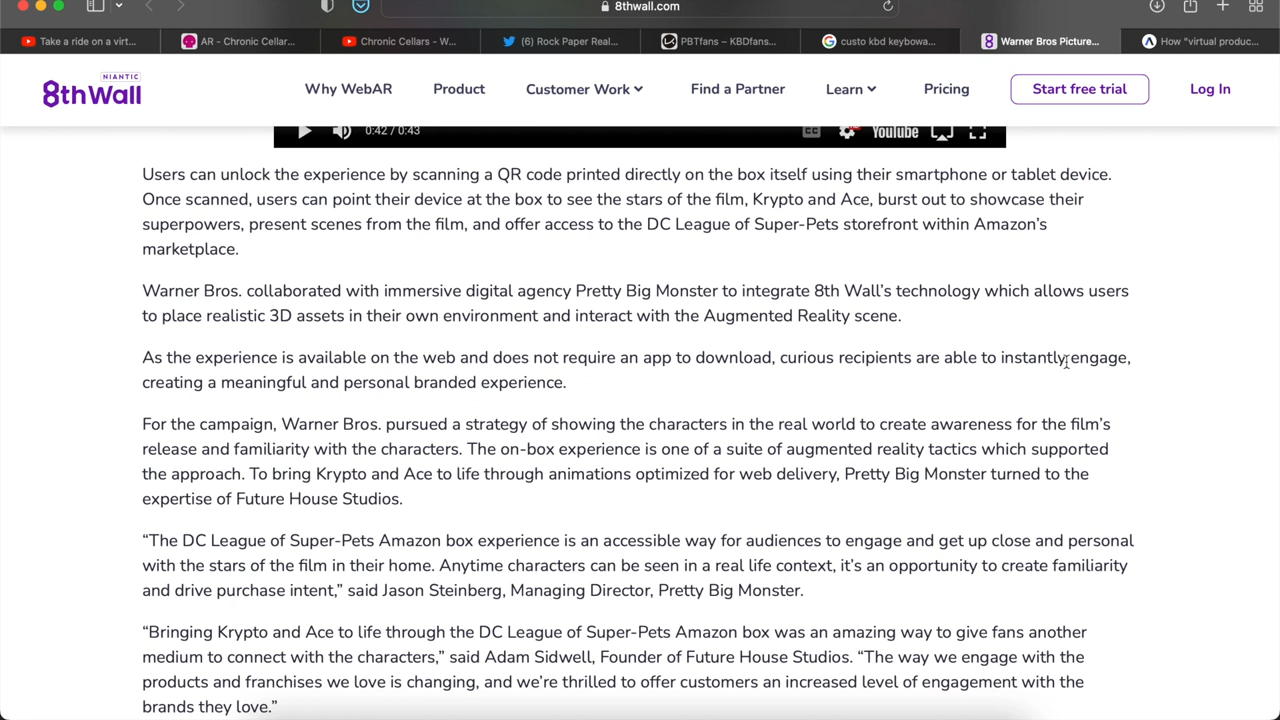 8thwall.com
Take a ride on a virt...
AR - Chronic Cellar...
Chronic Cellars - W...
(6) Rock Paper Real...
PBTfans – KBDfans...
custo kbd keybowa...
Warner Bros Picture...
How "virtual produc...
NIANTIC
8thWall
Why WebAR
Product
Customer Work
Find a Partner
Learn
Pricing
Start free trial
Log In
0:42 / 0:43
CC
YouTube
Users can unlock the experience by scanning a QR code printed directly on the box itself using their smartphone or tablet device.
Once scanned, users can point their device at the box to see the stars of the film, Krypto and Ace, burst out to showcase their
superpowers, present scenes from the film, and offer access to the DC League of Super-Pets storefront within Amazon’s
marketplace.
Warner Bros. collaborated with immersive digital agency Pretty Big Monster to integrate 8th Wall’s technology which allows users
to place realistic 3D assets in their own environment and interact with the Augmented Reality scene.
As the experience is available on the web and does not require an app to download, curious recipients are able to instantly engage,
creating a meaningful and personal branded experience.
For the campaign, Warner Bros. pursued a strategy of showing the characters in the real world to create awareness for the film’s
release and familiarity with the characters. The on-box experience is one of a suite of augmented reality tactics which supported
the approach. To bring Krypto and Ace to life through animations optimized for web delivery, Pretty Big Monster turned to the
expertise of Future House Studios.
“The DC League of Super-Pets Amazon box experience is an accessible way for audiences to engage and get up close and personal
with the stars of the film in their home. Anytime characters can be seen in a real life context, it’s an opportunity to create familiarity
and drive purchase intent,” said Jason Steinberg, Managing Director, Pretty Big Monster.
“Bringing Krypto and Ace to life through the DC League of Super-Pets Amazon box was an amazing way to give fans another
medium to connect with the characters,” said Adam Sidwell, Founder of Future House Studios. “The way we engage with the
products and franchises we love is changing, and we’re thrilled to offer customers an increased level of engagement with the
brands they love.”